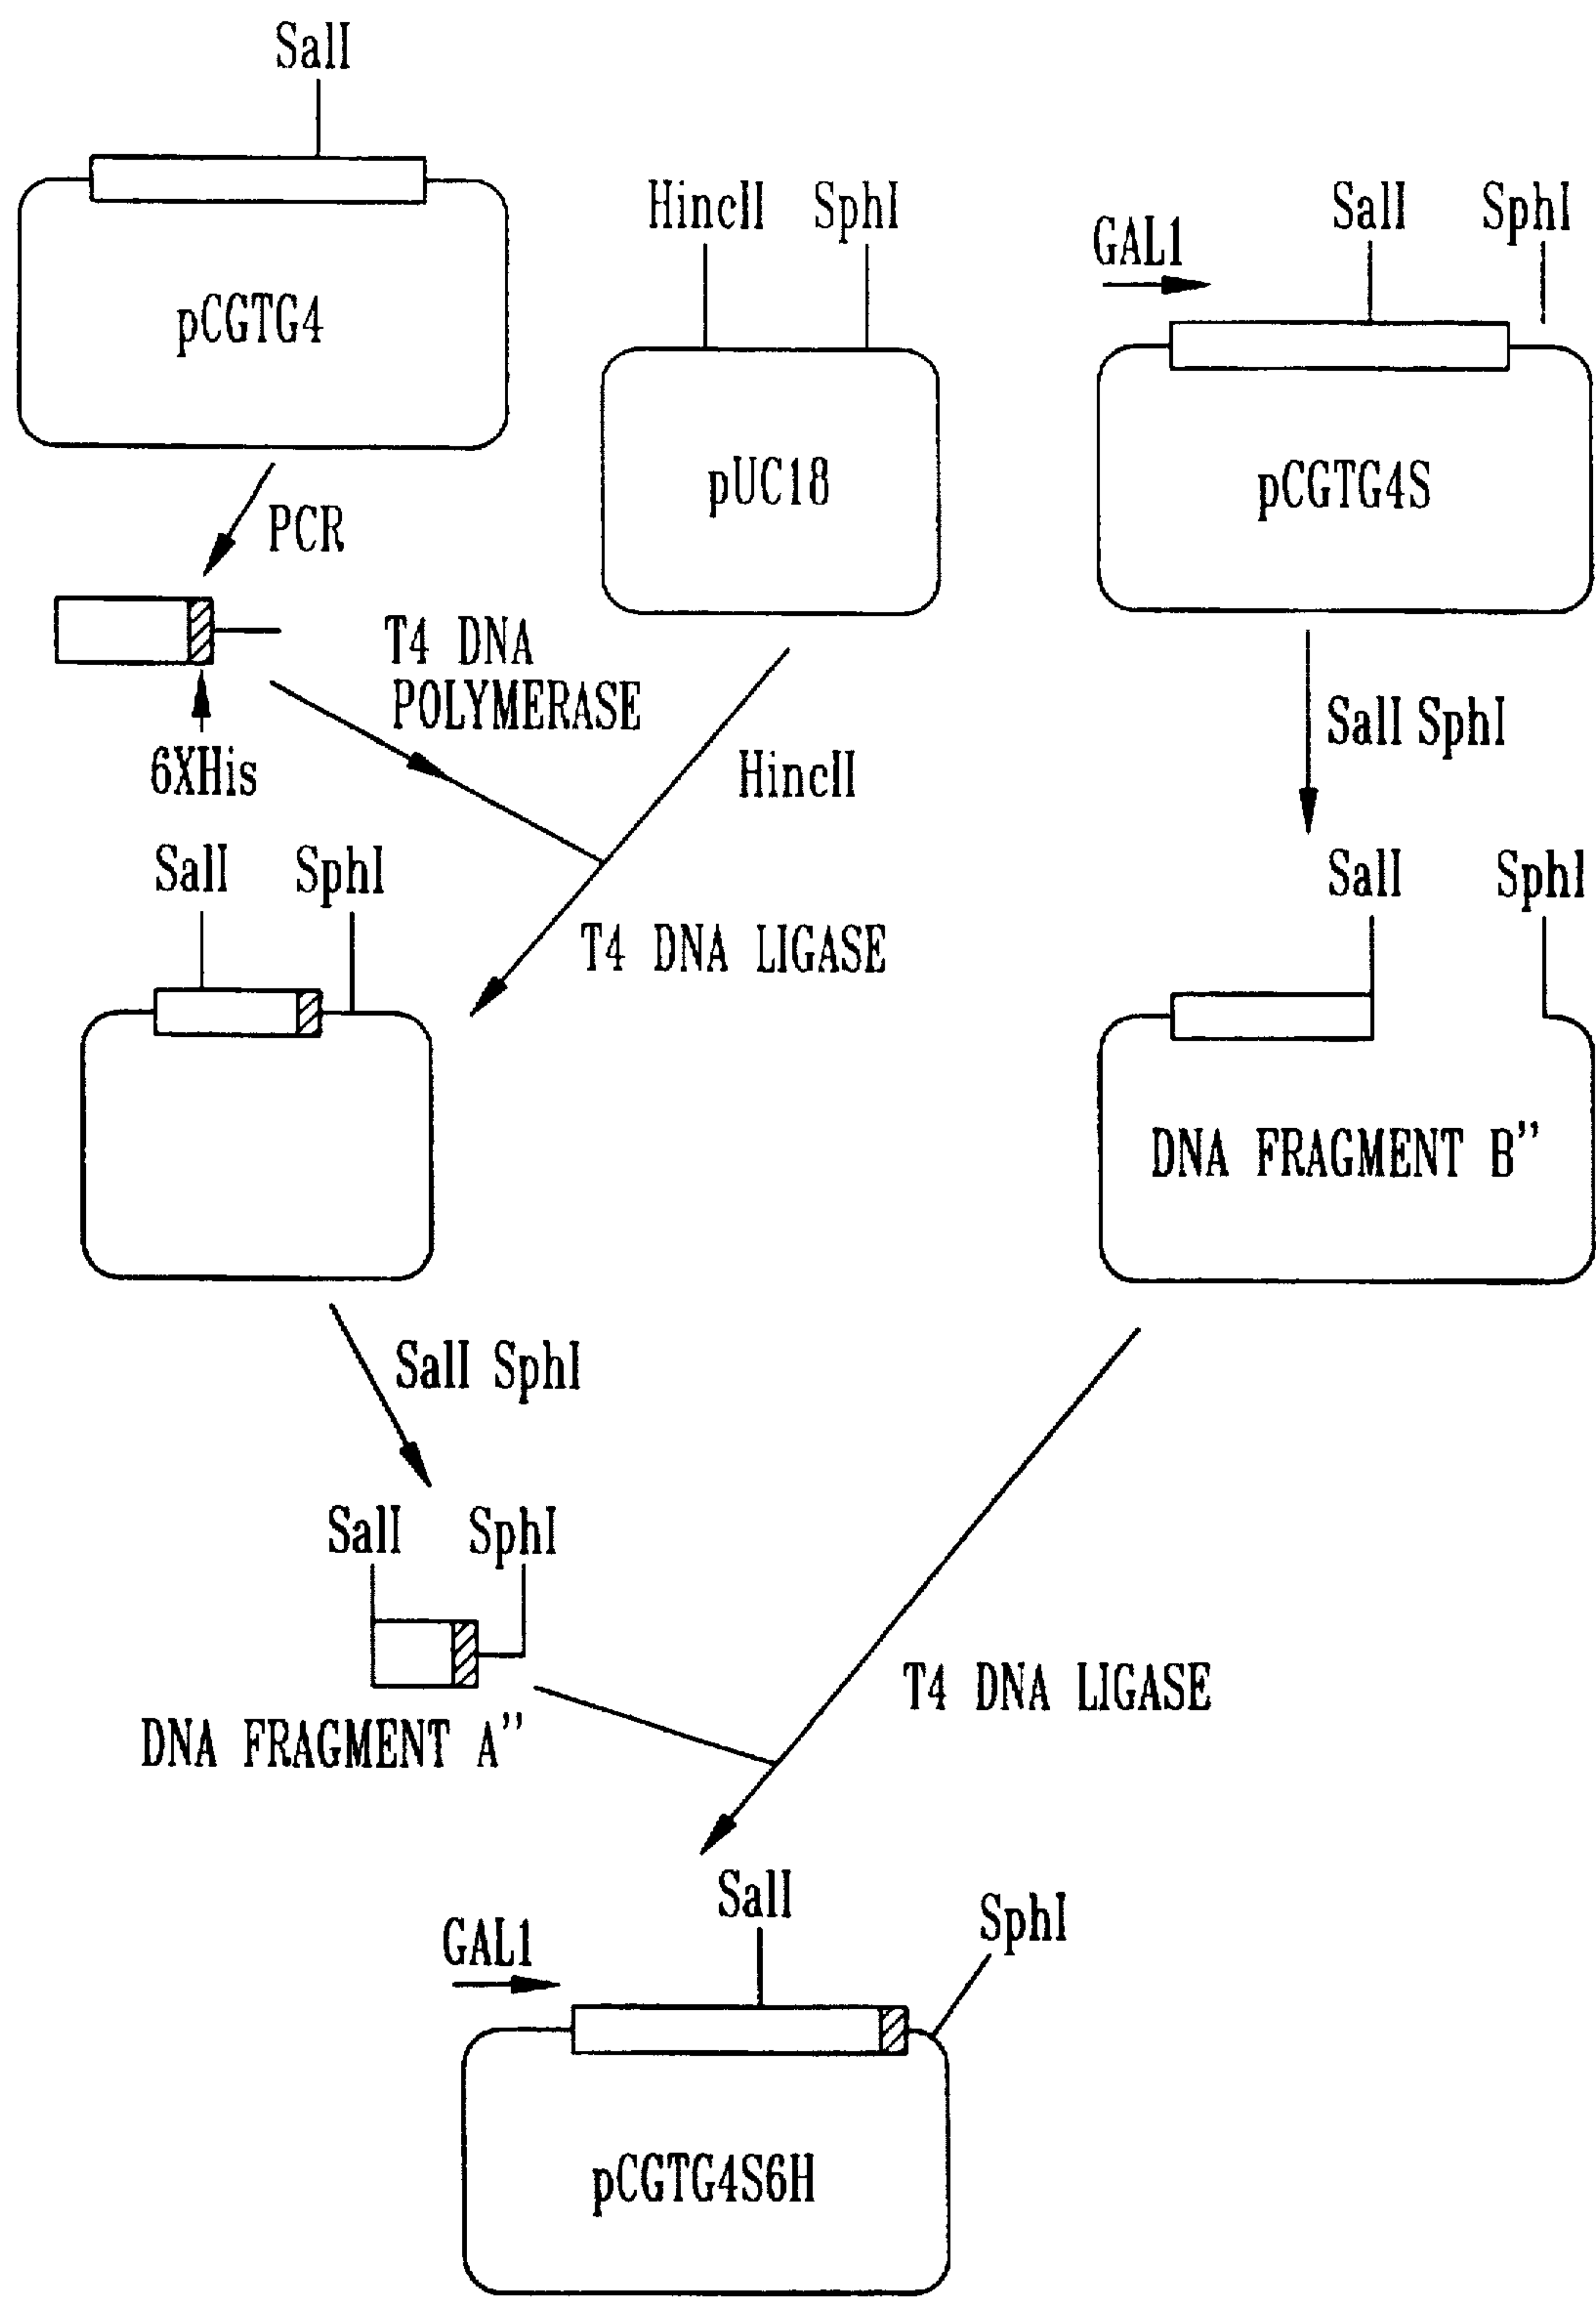 SalI
HincII SphI
SalI SphI
GAL1
pCGTG4
pUC18
pCGTG4S
PCR
T4 DNA
POLYMERASE
6XHis
HincII
SalI SphI
SalI SphI
T4 DNA LIGASE
SalI SphI
DNA FRAGMENT B”
SalI SphI
SalI SphI
DNA FRAGMENT A”
T4 DNA LIGASE
SalI
SphI
GAL1
pCGTG4S6H